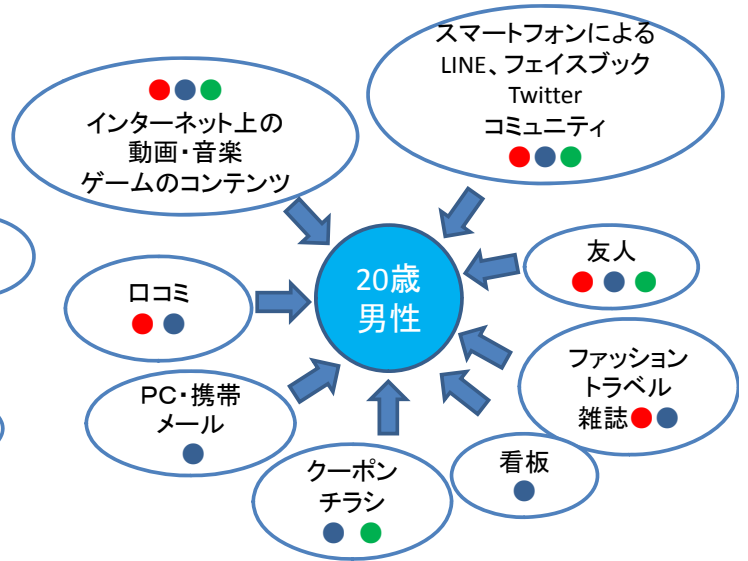 スマートフォンによる
LINE、フェイスブック
Twitter
コミュニティ
インターネット上の
動画・音楽
ゲームのコンテンツ
友人
20歳
男性
口コミ
ファッション
トラベル
雑誌
PC・携帯
メール
クーポン
チラシ
看板